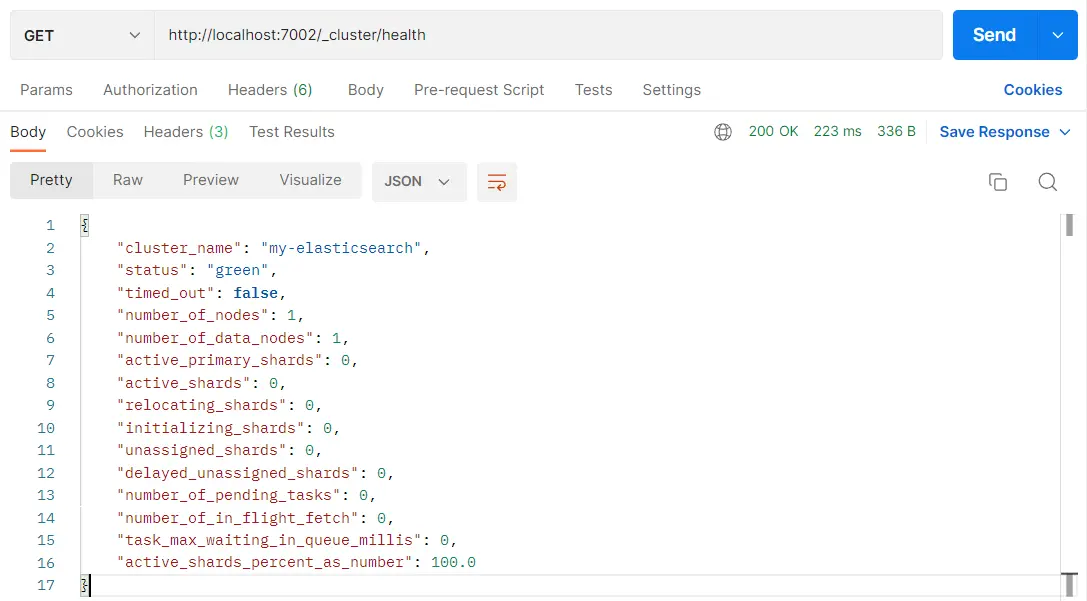 GET http://localhost:7002/_cluster/health Send
Params Authorization Headers (6) Body Pre-request Script Tests Settings Cookies
Body Cookies Headers (3) Test Results 200 OK 223 ms 336 B Save Response
Pretty Raw Preview Visualize JSON
1 {
2 "cluster_name": "my-elasticsearch",
3 "status": "green",
4 "timed_out": false,
5 "number_of_nodes": 1,
6 "number_of_data_nodes": 1,
7 "active_primary_shards": 0,
8 "active_shards": 0,
9 "relocating_shards": 0,
10 "initializing_shards": 0,
11 "unassigned_shards": 0,
12 "delayed_unassigned_shards": 0,
13 "number_of_pending_tasks": 0,
14 "number_of_in_flight_fetch": 0,
15 "task_max_waiting_in_queue_millis": 0,
16 "active_shards_percent_as_number": 100.0
17 }